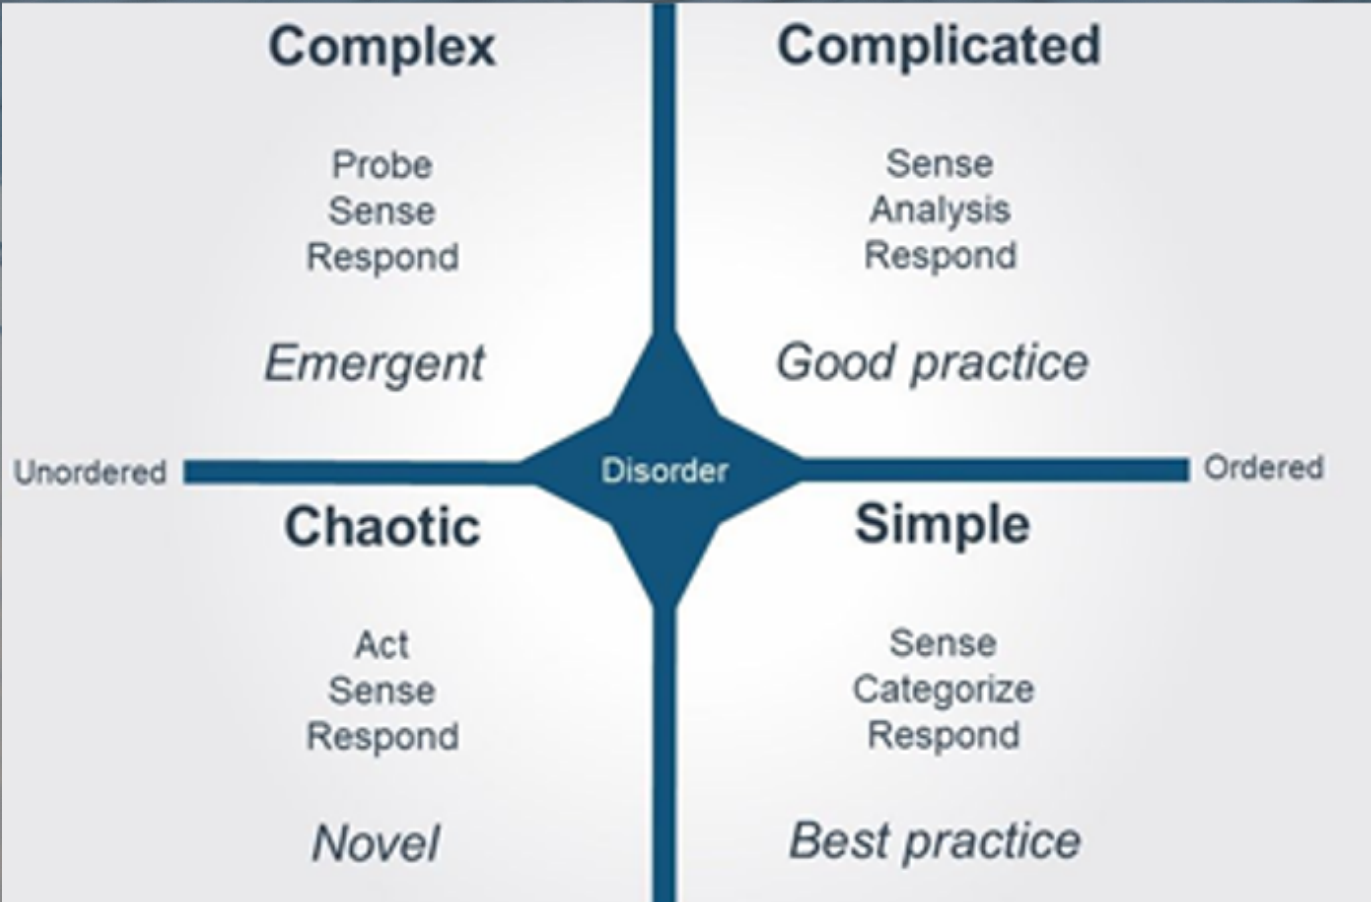 Complex
Probe
Sense
Respond
Emergent
Complicated
Sense
Analysis
Respond
Good practice
Unordered
Disorder
Ordered
Chaotic
Act
Sense
Respond
Novel
Simple
Sense
Categorize
Respond
Best practice